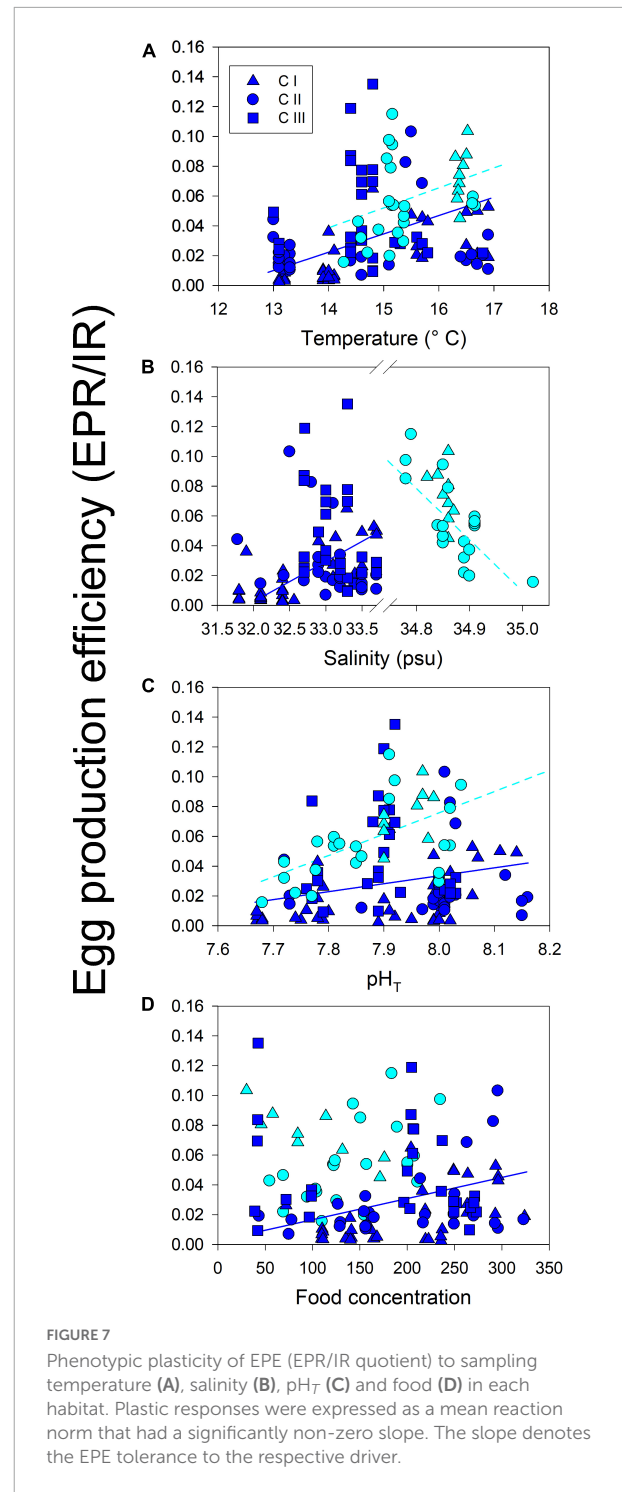 Egg production efficiency (EPR/IR)
A
0.16
0.14
0.12
0.10
0.08
0.06
0.04
0.02
0.00
C I
C II
C III
12 13 14 15 16 17 18
Temperature (° C)
B
0.16
0.14
0.12
0.10
0.08
0.06
0.04
0.02
0.00
31.5 32.0 32.5 33.0 33.5 34.8 34.9 35.0
Salinity (psu)
C
0.16
0.14
0.12
0.10
0.08
0.06
0.04
0.02
0.00
7.6 7.7 7.8 7.9 8.0 8.1 8.2
pHT
D
0.16
0.14
0.12
0.10
0.08
0.06
0.04
0.02
0.00
0 50 100 150 200 250 300 350
Food concentration
FIGURE 7
Phenotypic plasticity of EPE (EPR/IR quotient) to sampling
temperature (A), salinity (B), pHT (C) and food (D) in each
habitat. Plastic responses were expressed as a mean reaction
norm that had a significantly non-zero slope. The slope denotes
the EPE tolerance to the respective driver.